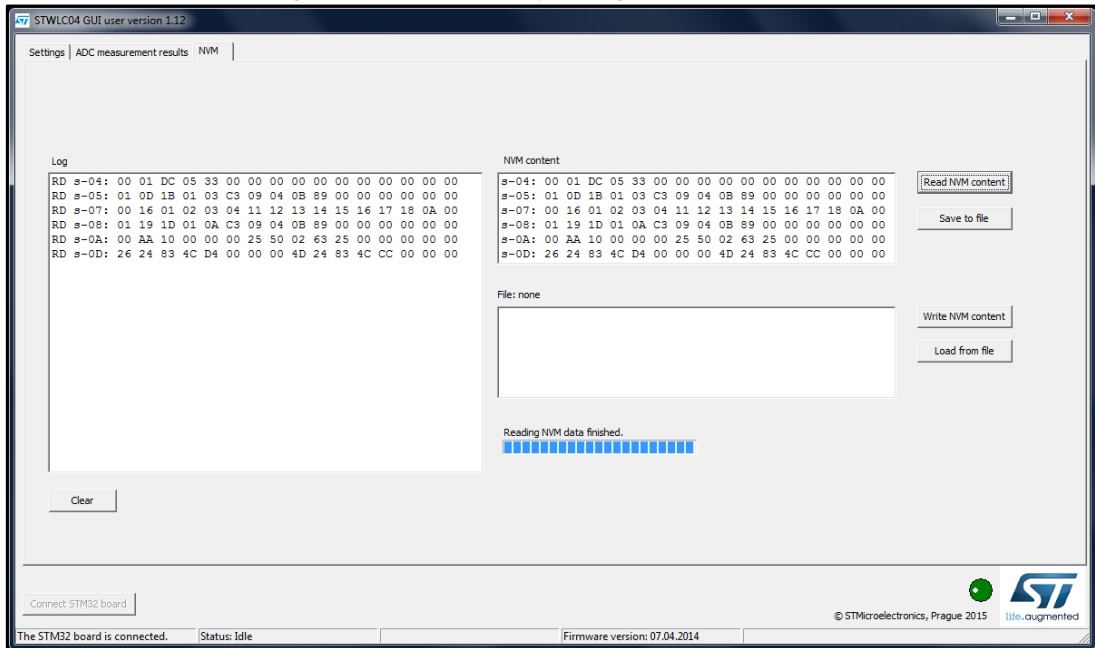 STWLC04 GUI user version 1.12
Settings ADC measurement results NVM
Log
RD s-04: 00 01 DC 05 33 00 00 00 00 00 00 00 00 00 00 00
RD s-05: 01 0D 1B 01 03 C3 09 04 0B 89 00 00 00 00 00 00
RD s-07: 00 16 01 02 03 04 11 12 13 14 15 16 17 18 0A 00
RD s-08: 01 19 1D 01 0A C3 09 04 0B 89 00 00 00 00 00 00
RD s-0A: 00 AA 10 00 00 00 25 50 02 63 25 00 00 00 00 00
RD s-0D: 26 24 83 4C D4 00 00 00 4D 24 83 4C CC 00 00 00
Clear
NVM content
s-04: 00 01 DC 05 33 00 00 00 00 00 00 00 00 00 00 00
s-05: 01 0D 1B 01 03 C3 09 04 0B 89 00 00 00 00 00 00
s-07: 00 16 01 02 03 04 11 12 13 14 15 16 17 18 0A 00
s-08: 01 19 1D 01 0A C3 09 04 0B 89 00 00 00 00 00 00
s-0A: 00 AA 10 00 00 00 25 50 02 63 25 00 00 00 00 00
s-0D: 26 24 83 4C D4 00 00 00 4D 24 83 4C CC 00 00 00
Read NVM content
Save to file
File: none
Write NVM content
Load from file
Reading NVM data finished.
Connect STM32 board
© STMicroelectronics, Prague 2015
ST
life.augmented
The STM32 board is connected. Status: Idle Firmware version: 07.04.2014